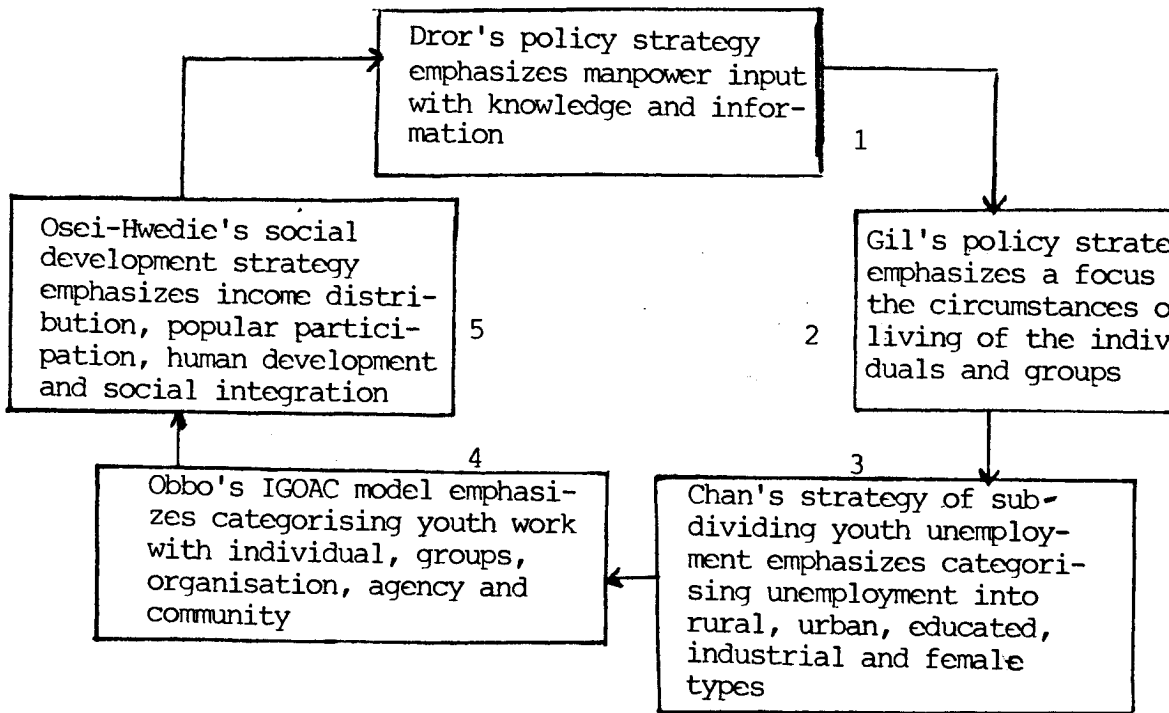 Dror's policy strategy
emphasizes manpower input
with knowledge and infor-
mation
1
Gil's policy strate
emphasizes a focus
the circumstances o
living of the indiv
duals and groups
2
3
Chan's strategy of sub-
dividing youth unemploy-
ment emphasizes categori-
sing unemployment into
rural, urban, educated,
industrial and female
types
4
Obbo's IGOAC model emphasi-
zes categorising youth work
with individual, groups,
organisation, agency and
community
Osei-Hwedie's social
development strategy
emphasizes income distri-
bution, popular partici-
pation, human development
and social integration
5